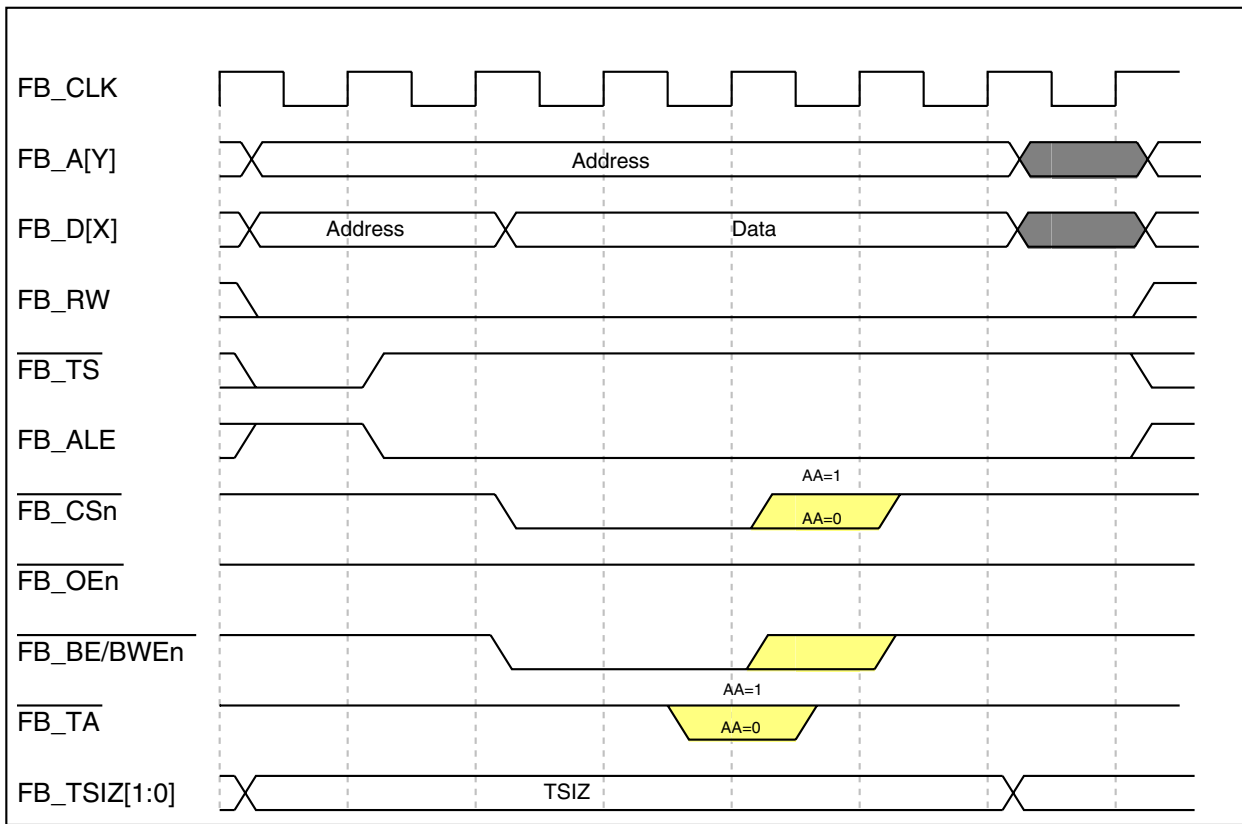 FB_CLK
FB_A[Y]
Address
FB_D[X]
Address
Data
FB_RW
FB_TS
FB_ALE
AA=1
FB_CSn
AA=0
FB_OEn
FB_BE/BWEn
AA=1
FB_TA
AA=0
FB_TSIZ[1:0]
TSIZ